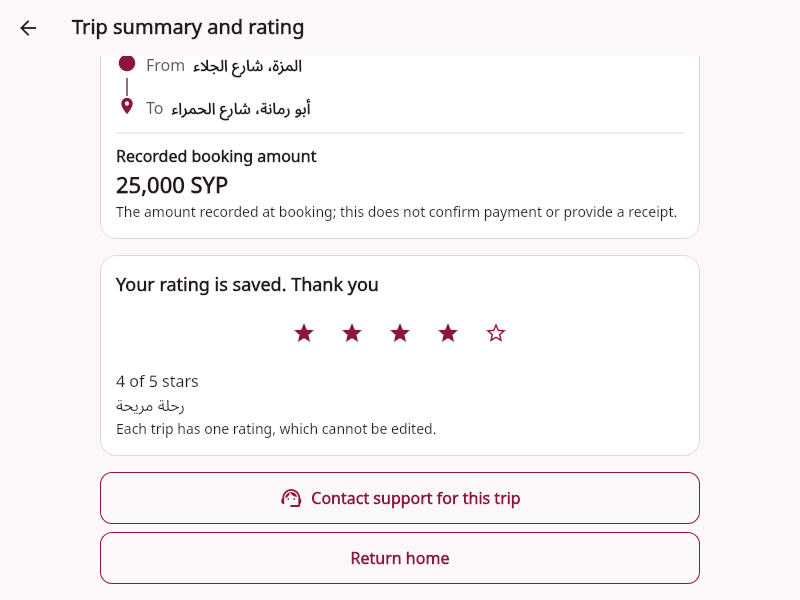 Trip summary and rating
From المزة، شارع الجلاء
To أبو رمانة، شارع الحمراء
Recorded booking amount
25,000 SYP
The amount recorded at booking; this does not confirm payment or provide a receipt.
Your rating is saved. Thank you
4 of 5 stars
رحلة مريحة
Each trip has one rating, which cannot be edited.
Contact support for this trip
Return home